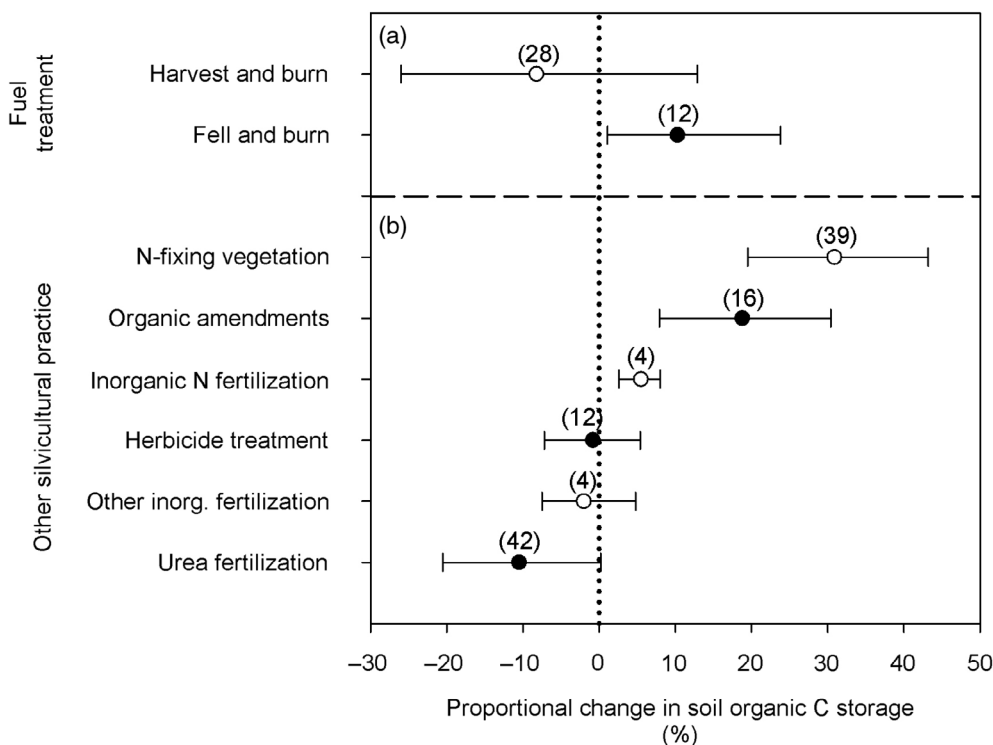 Fuel
treatment
(a)
Harvest and burn
(28)
Fell and burn
(12)
Other silvicultural practice
(b)
N-fixing vegetation
(39)
Organic amendments
(16)
Inorganic N fertilization
(4)
Herbicide treatment
(12)
Other inorg. fertilization
(4)
Urea fertilization
(42)
–30 –20 –10 0 10 20 30 40 50
Proportional change in soil organic C storage
(%)